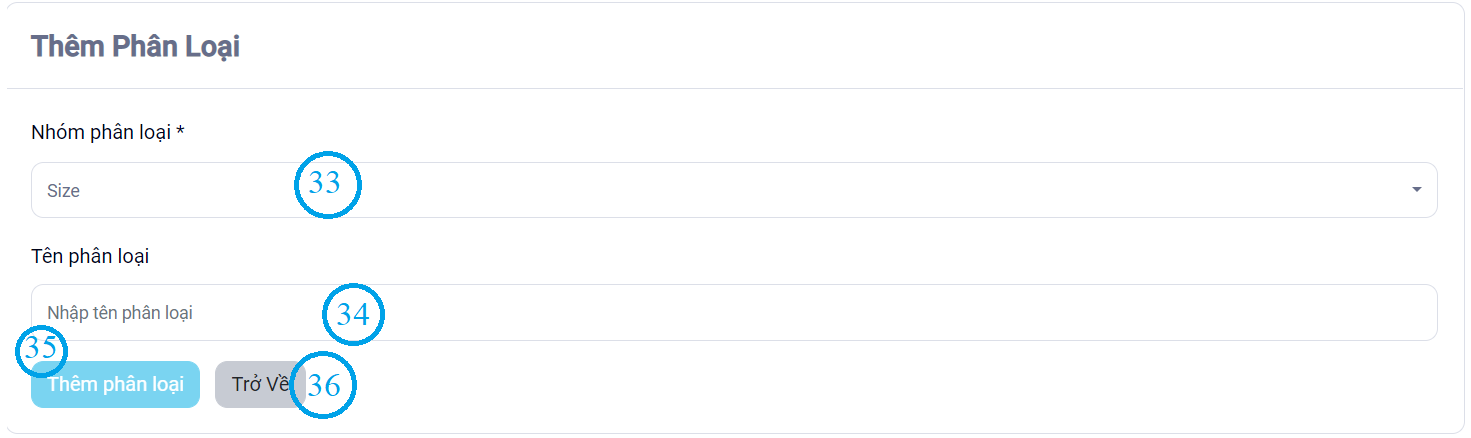 Thêm Phân Loại
Nhóm phân loại *
Size
33
Tên phân loại
Nhập tên phân loại
34
35
Thêm phân loại
Trở Về
36